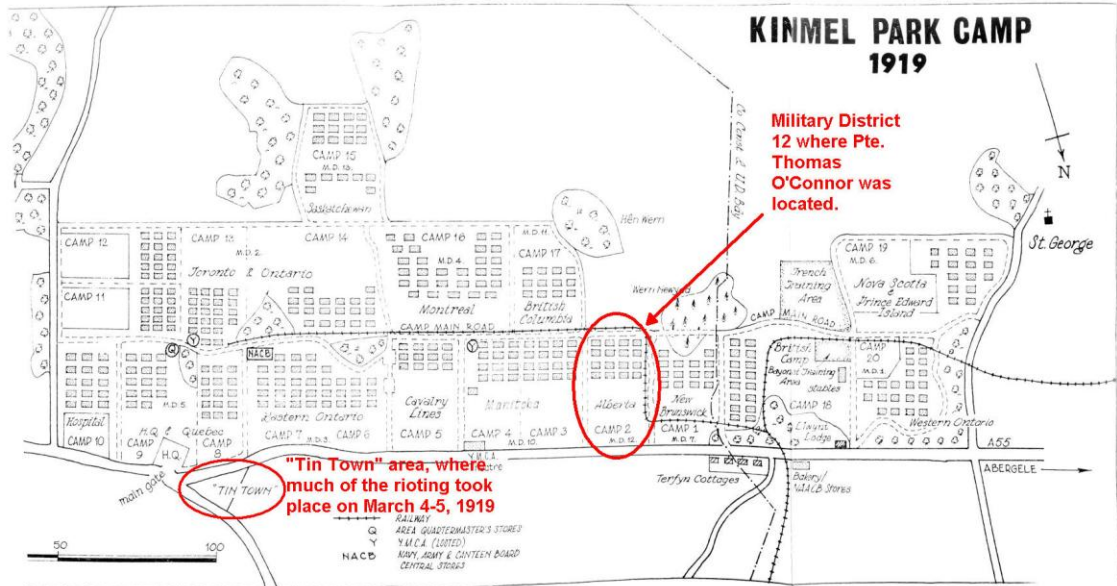 KINMEL PARK CAMP
1919
Military District
12 where Pte.
Thomas
O'Connor was
located.
N
St. George
CAMP 15
M.D. 13.
Saskatchewan
Hên Wern
CAMP 12
CAMP 13
M.D. 2.
CAMP 14
Toronto & Ontario
CAMP 11
CAMP 16
M.D. 4.
Montreal
M.D. 11.
CAMP 17
British
Columbia
CAMP MAIN ROAD
Trench
Training
Area
CAMP MAIN ROAD
CAMP 19
M.D. 6.
Nova Scotia
&
Prince Edward
Island
Q
Y
NACB
Y
Hospital
CAMP 10
M.D. 5
H.Q & Quebec
CAMP
9
H.Q.
CAMP
8
Eastern Ontario
CAMP 7
M.D. 3.
CAMP 6
Cavalry
Lines
CAMP 5
Manitoba
CAMP 4
M.D. 10.
CAMP 3
Alberta
CAMP 2
M.D. 12.
New
Brunswick
CAMP 1
M.D. 7.
British
Camp
Bayonet Training
Area
stables
CAMP 18
Llwyni
Lodge
CAMP
20
M.D. 1.
Western Ontario
A55
ABERGELE
main gate
"TIN TOWN"
"Tin Town" area, where
much of the rioting took
place on March 4-5, 1919
Terfyn Cottages
Bakery/
NAACB Stores
RAILWAY
Q AREA QUARTERMASTER'S STORES
Y Y.M.C.A. (LOOTED)
NACB NAVY, ARMY & CANTEEN BOARD
CENTRAL STORES
50
100